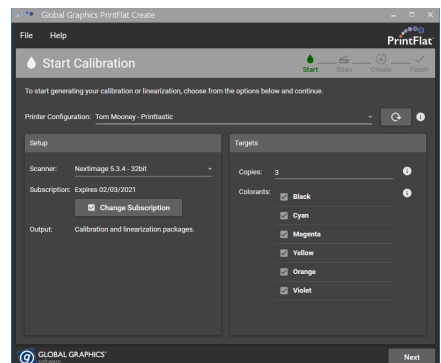 Global Graphics PrintFlat Create
File Help
PrintFlat
Start Calibration
Start Scan Create Finish
To start generating your calibration or linearization, choose from the options below and continue.
Printer Configuration: Tom Mooney - Printtastic
Setup
Scanner: Nextimage 5.3.4 - 32bit
Subscription: Expires 02/03/2021
Change Subscription
Output: Calibration and linearization packages.
Targets
Copies: 3
Colorants: Black
Cyan
Magenta
Yellow
Orange
Violet
GLOBAL GRAPHICS
software
Next